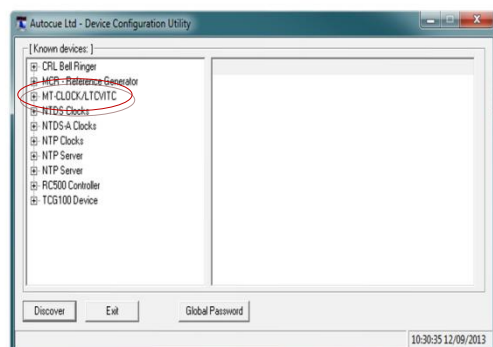 Autocue Ltd - Device Configuration Utility
[ Known devices: ]
CRL Bell Ringer
MCR - Reference Generator
MT-CLOCK/LTCVITC
NTDS Clocks
NTDS-A Clocks
NTP Clocks
NTP Server
NTP Server
RC500 Controller
TCG100 Device
Discover Exit Global Password
10:30:35 12/09/2013